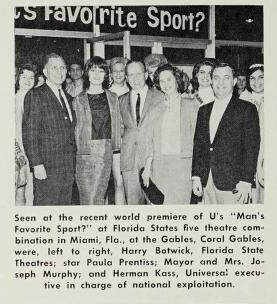 's Favorite Sport?
Seen at the recent world premiere of U's "Man's
Favorite Sport?" at Florida States five theatre com-
bination in Miami, Fla., at the Gables, Coral Gables,
were, left to right, Harry Botwick, Florida State
Theatres; star Paula Prentiss; Mayor and Mrs. Jo-
seph Murphy; and Herman Kass, Universal execu-
tive in charge of national exploitation.